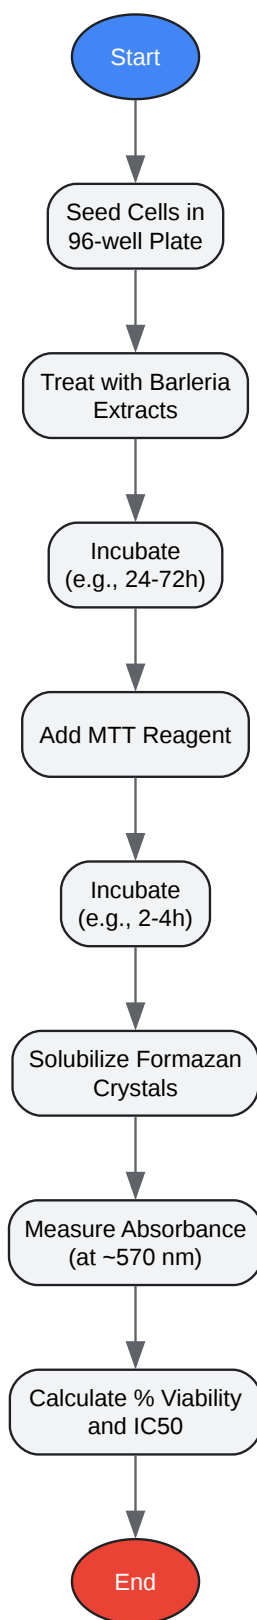 Start
Seed Cells in
96-well Plate
Treat with Barleria
Extracts
Incubate
(e.g., 24-72h)
Add MTT Reagent
Incubate
(e.g., 2-4h)
Solubilize Formazan
Crystals
Measure Absorbance
(at ~570 nm)
Calculate % Viability
and IC50
End